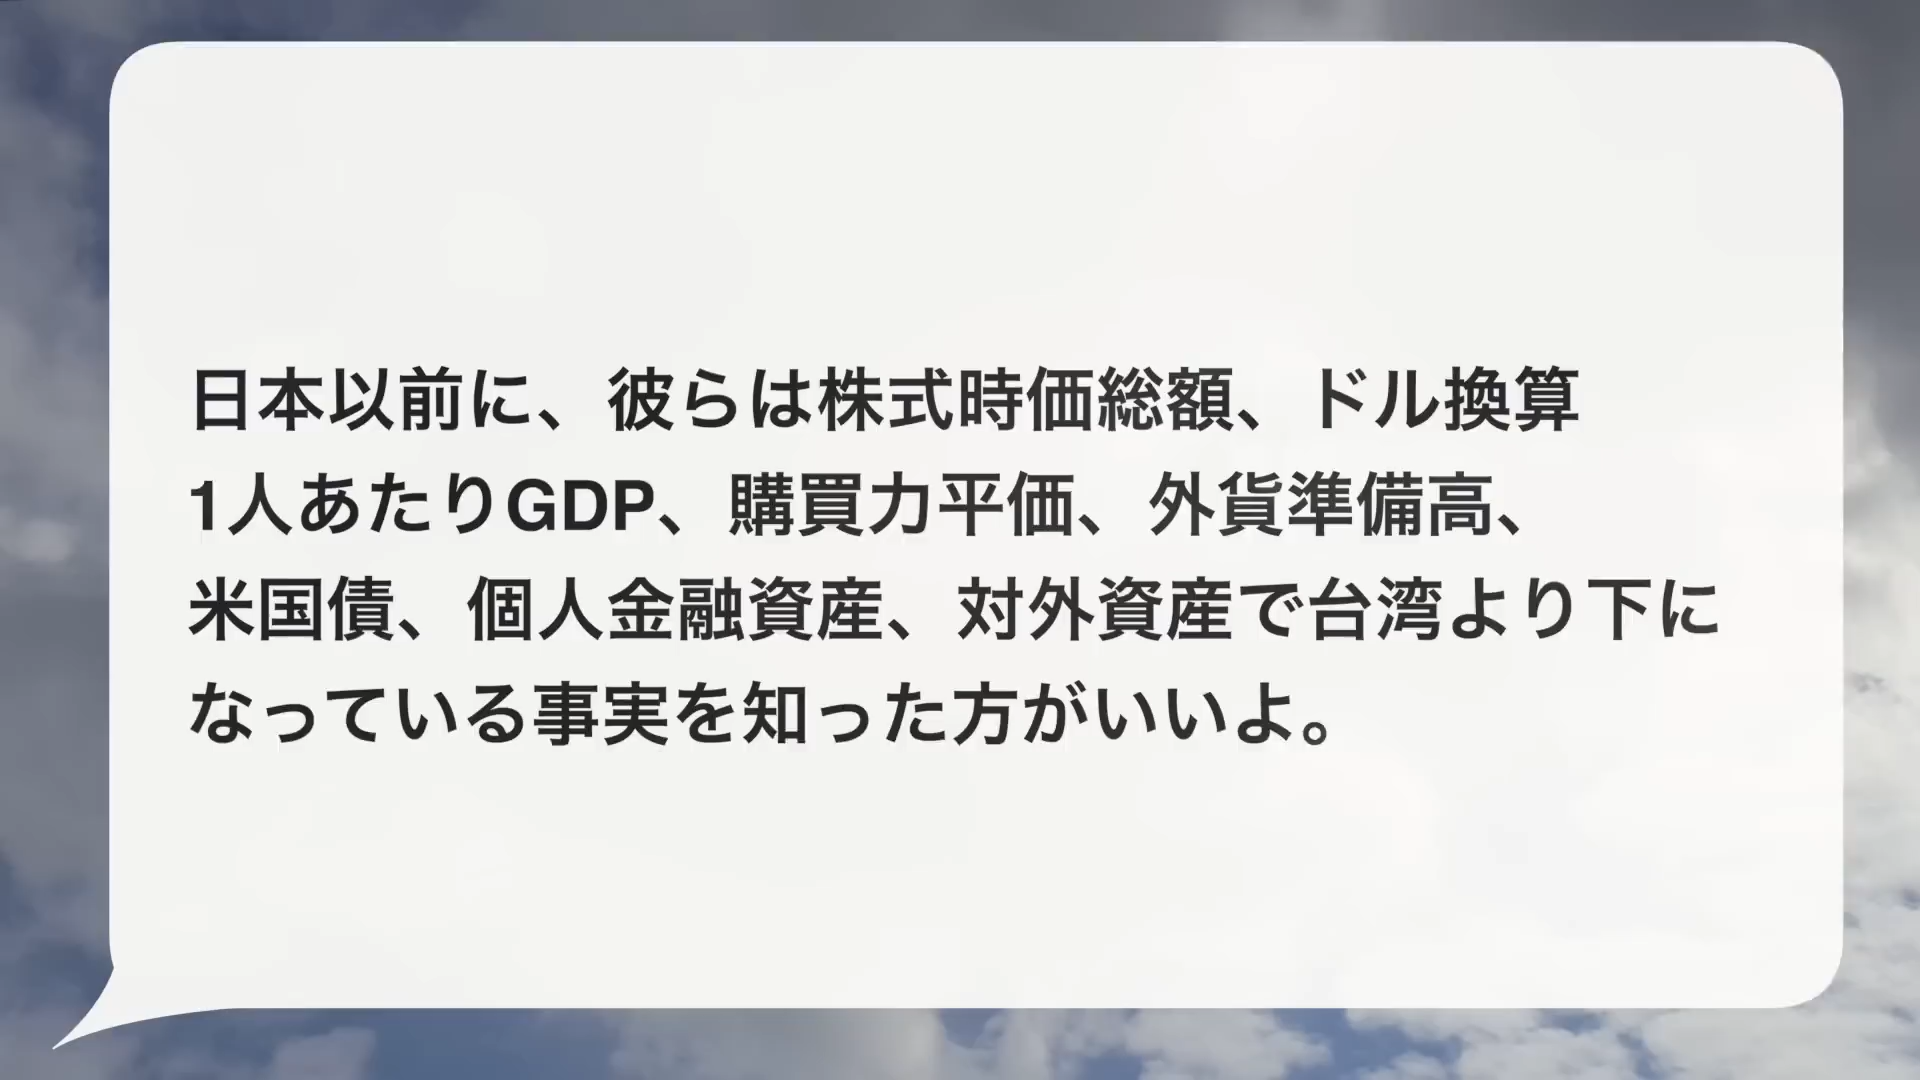 日本以前に、彼らは株式時価総額、ドル換算
1人あたりGDP、購買力平価、外貨準備高、
米国債、個人金融資産、対外資産で台湾より下に
なっている事実を知った方がいいよ。